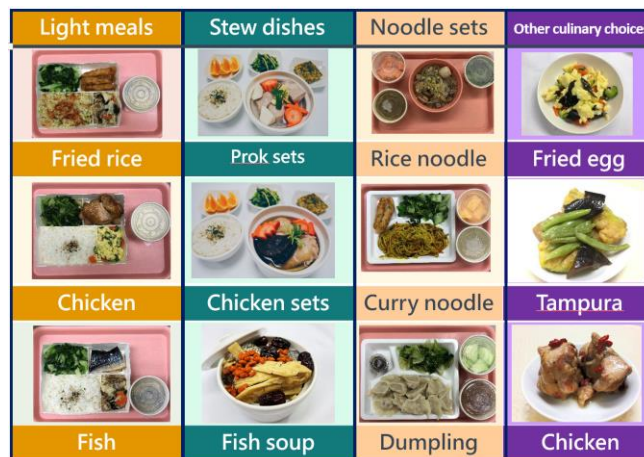 Light meals
Stew dishes
Noodle sets
Other culinary choice
Fried rice
Prok sets
Rice noodle
Fried egg
Chicken
Chicken sets
Curry noodle
Tampura
Fish
Fish soup
Dumpling
Chicken